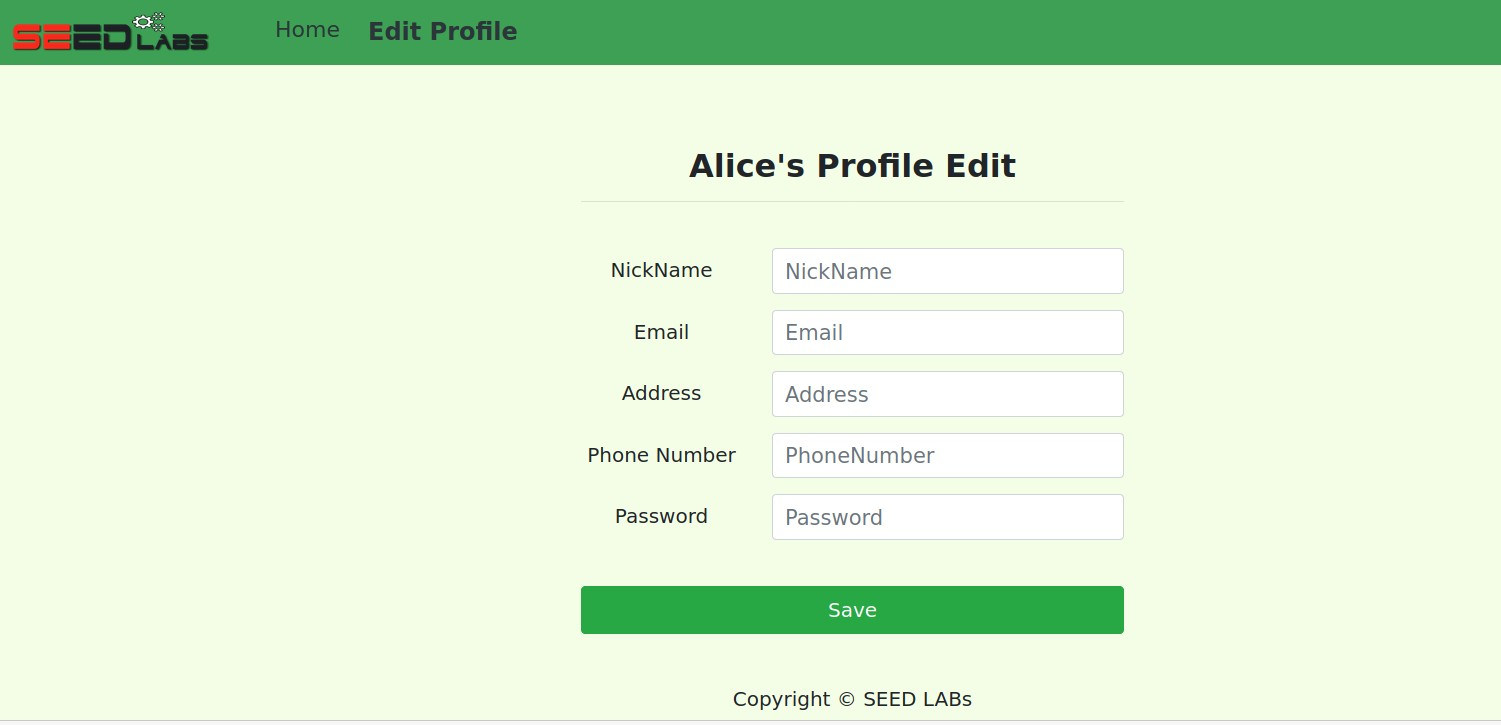 SEED LABS Home Edit Profile
Alice's Profile Edit
NickName NickName
Email Email
Address Address
Phone Number PhoneNumber
Password Password
Save
Copyright © SEED LABs